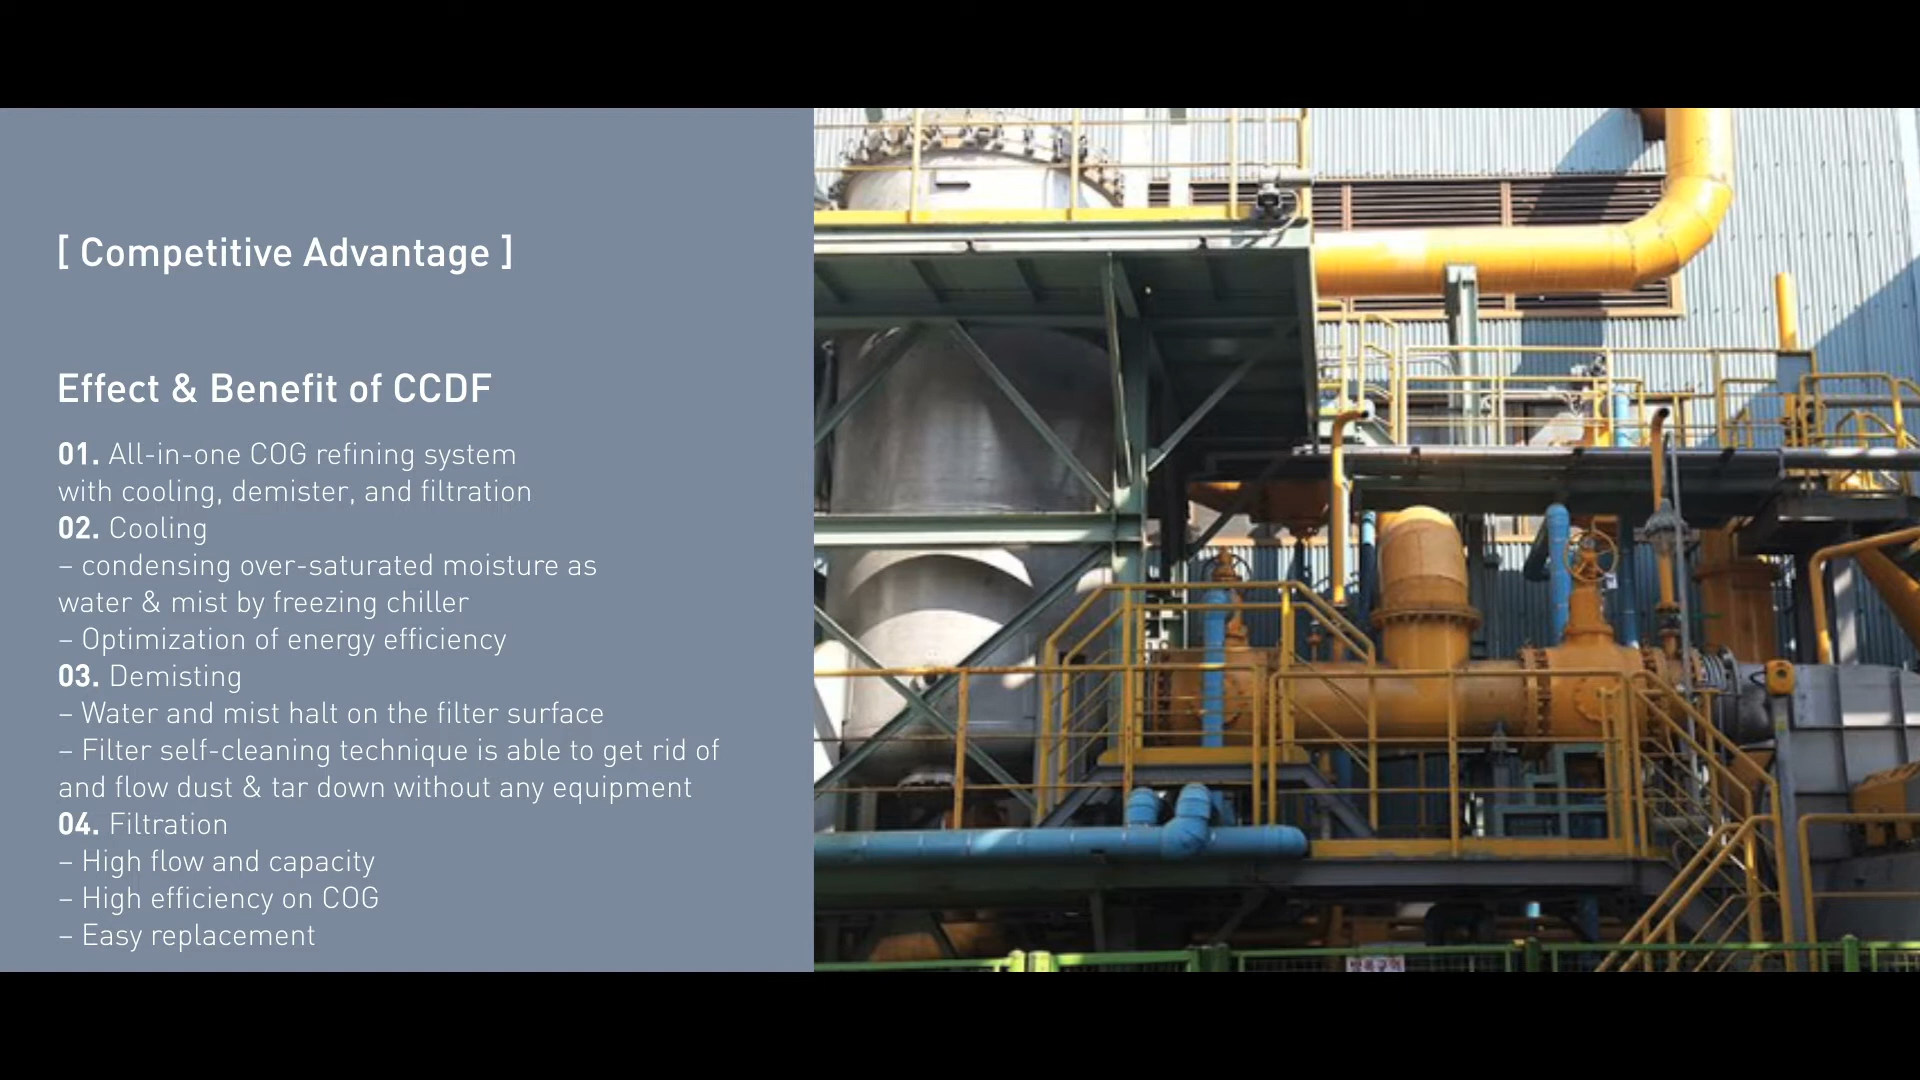 [ Competitive Advantage ]
Effect & Benefit of CCDF
01. All-in-one COG refining system
with cooling, demister, and filtration
02. Cooling
– condensing over-saturated moisture as
water & mist by freezing chiller
– Optimization of energy efficiency
03. Demisting
– Water and mist halt on the filter surface
– Filter self-cleaning technique is able to get rid of
and flow dust & tar down without any equipment
04. Filtration
– High flow and capacity
– High efficiency on COG
– Easy replacement